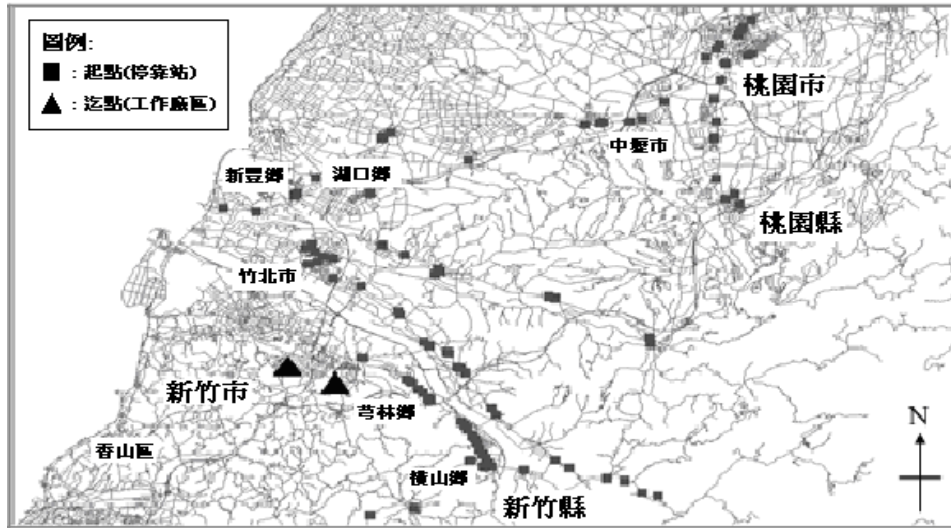 圖例:
■ : 起點(停靠站)
▲ : 迄點(工作廠區)
桃園市
中壢市
新豐鄉
湖口鄉
桃園縣
竹北市
新竹市
芎林鄉
N
香山區
橫山鄉
新竹縣